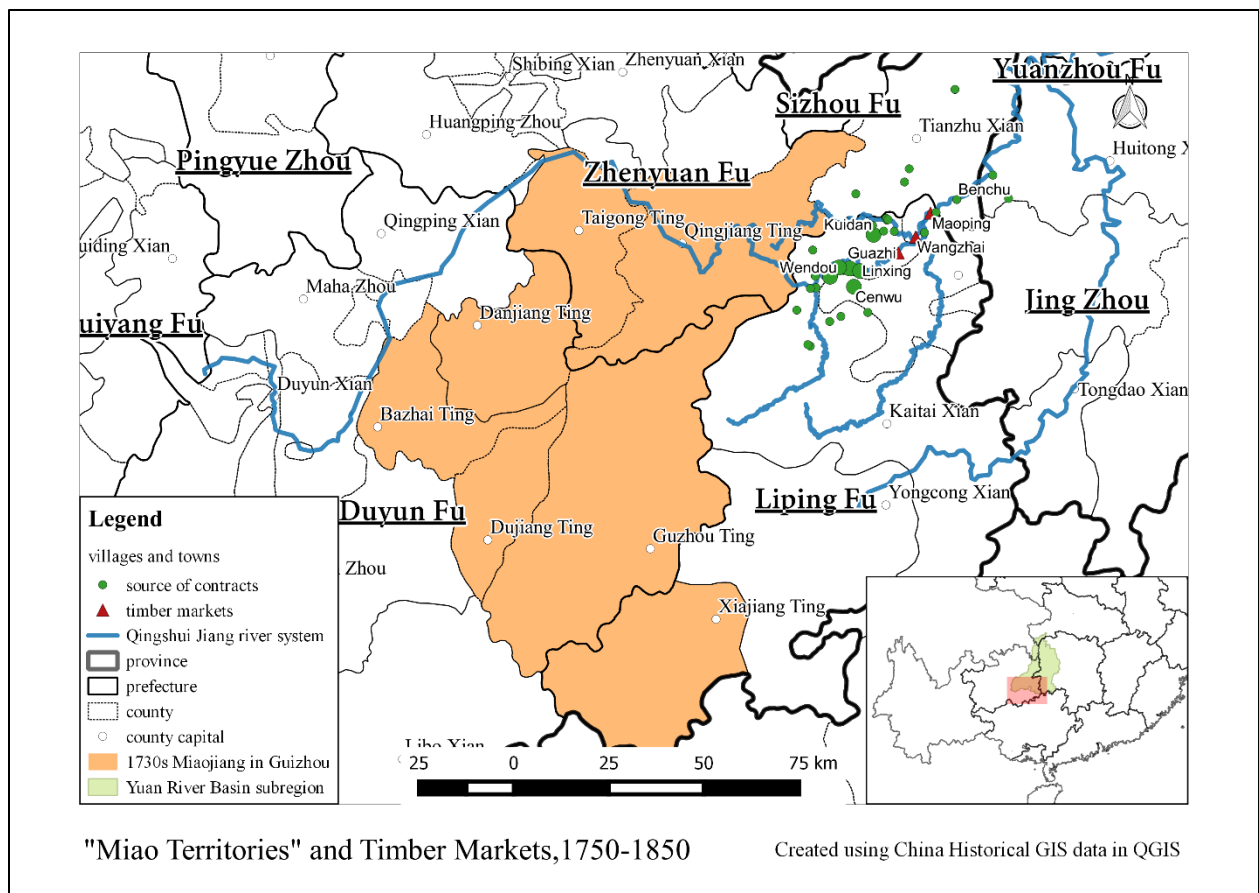 Yuanzhou Fu
N
Shibing Xian
Zhenyuan Xian
Sizhou Fu
Huangping Zhou
Tianzhu Xian
Huitong X
Pingyue Zhou
Zhenyuan Fu
Benchu
Qingping Xian
Taigong Ting
Qingjiang Ting
Kuidan
Maoping
uiding Xian
Guazhi
Wangzhai
Wendou
Linxing
Maha Zhou
Cenwu
Jing Zhou
uiyang Fu
Danjiang Ting
Duyun Xian
Tongdao Xian
Bazhai Ting
Kaitai Xian
Duyun Fu
Liping Fu
Yongcong Xian
Dujiang Ting
Guzhou Ting
Zhou
Xiajiang Ting
Libo Xian
Legend
villages and towns
source of contracts
timber markets
Qingshui Jiang river system
province
prefecture
county
county capital
1730s Miaojiang in Guizhou
Yuan River Basin subregion
25 0 25 50 75 km
"Miao Territories" and Timber Markets,1750-1850
Created using China Historical GIS data in QGIS